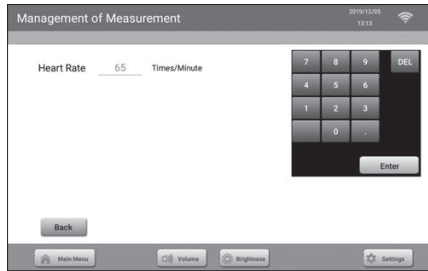 Management of Measurement
2019/12/05
13:13
Heart Rate 65 Times/Minute
7 8 9 DEL
4 5 6
1 2 3
0 .
Enter
Back
Main Menu Volume Brightness Settings